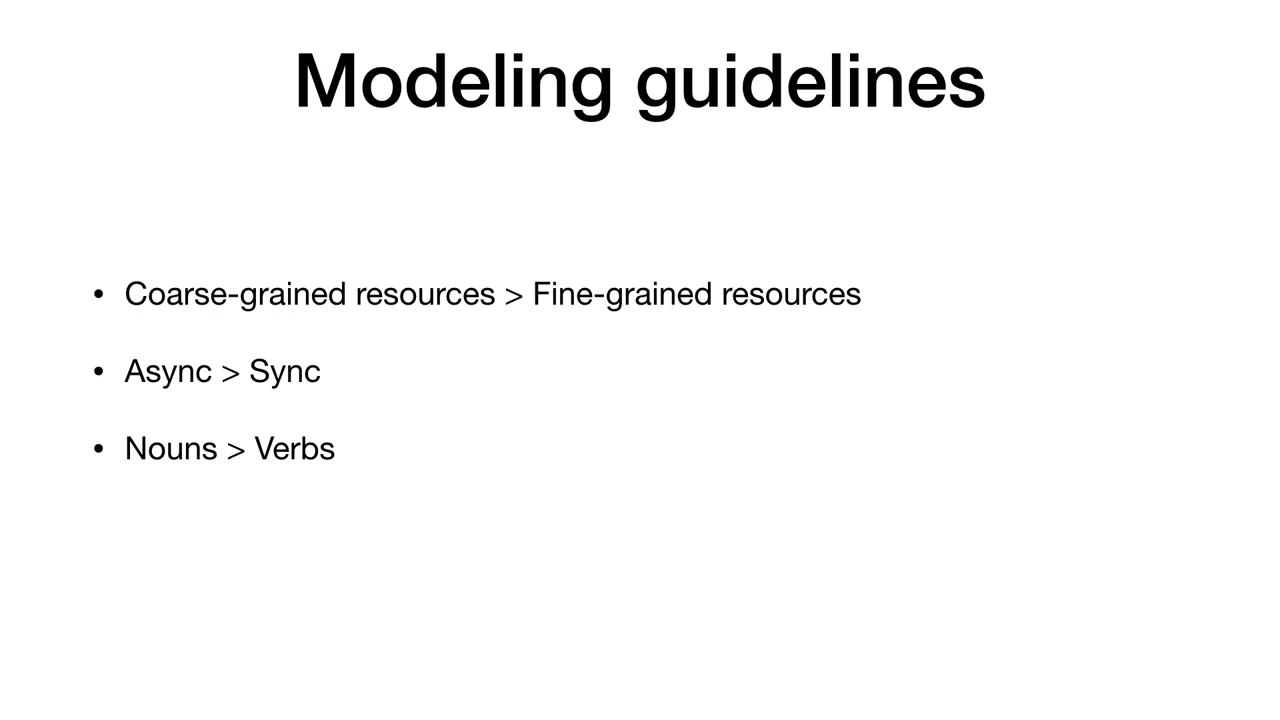 Modeling guidelines
• Coarse-grained resources > Fine-grained resources
• Async > Sync
• Nouns > Verbs